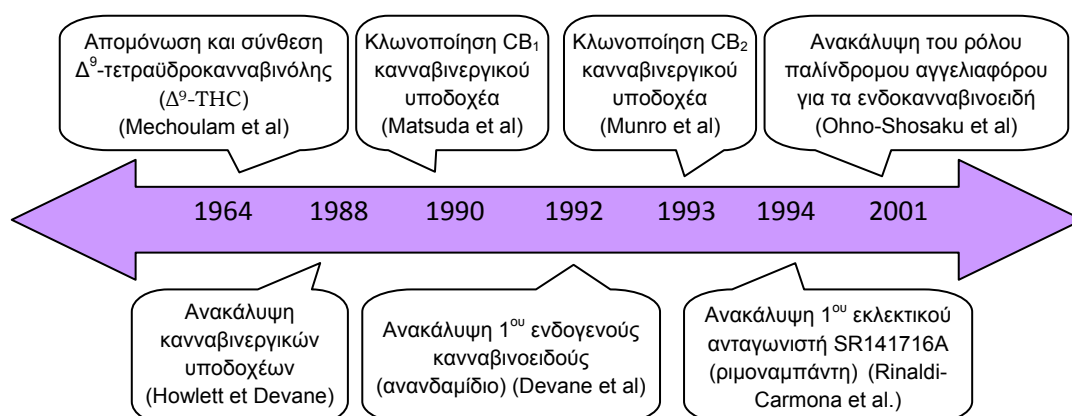 Απομόνωση και σύνθεση
Δ⁹-τετραϋδροκανναβινόλης
(Δ⁹-THC)
(Mechoulam et al)
Κλωνοποίηση CB₁
κανναβινεργικού
υποδοχέα
(Matsuda et al)
Κλωνοποίηση CB₂
κανναβινεργικού
υποδοχέα
(Munro et al)
Ανακάλυψη του ρόλου
παλίνδρομου αγγελιαφόρου
για τα ενδοκανναβινοειδή
(Ohno-Shosaku et al)
1964 1988 1990 1992 1993 1994 2001
Ανακάλυψη
κανναβινεργικών
υποδοχέων
(Howlett et Devane)
Ανακάλυψη 1ου ενδογενούς
κανναβινοειδούς
(ανανδαμίδιο) (Devane et al)
Ανακάλυψη 1ου εκλεκτικού
ανταγωνιστή SR141716A
(ριμοναμπάντη) (Rinaldi-
Carmona et al.)